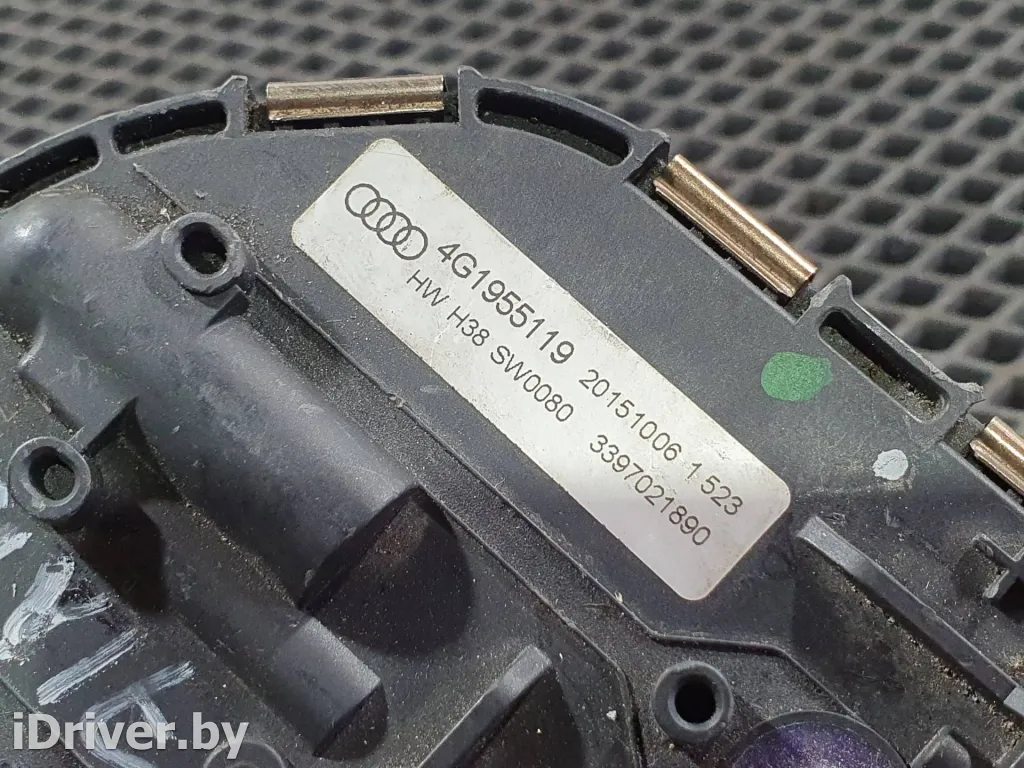 4G1955119 20151006 1523
HW H38 SW0080 3397021890
iDriver.by